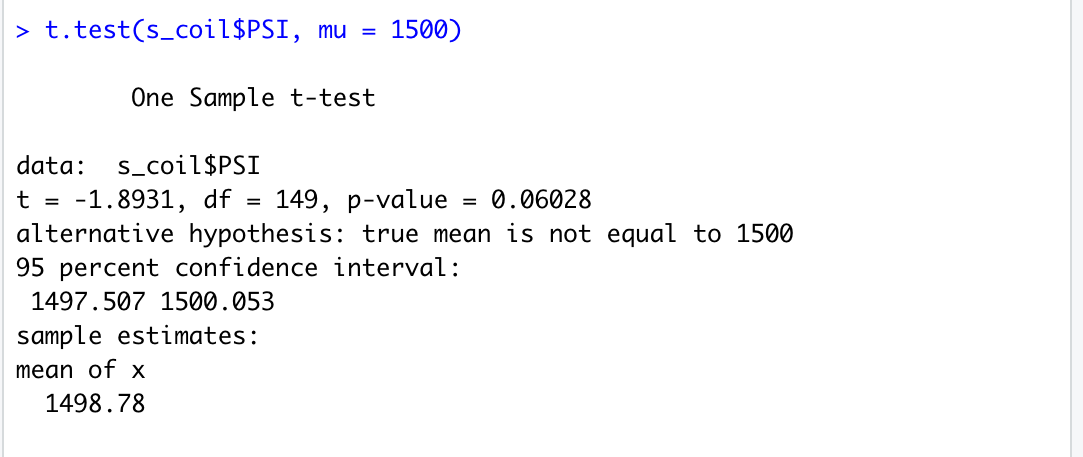 > t.test(s_coil$PSI, mu = 1500)
One Sample t-test
data:  s_coil$PSI
t = -1.8931, df = 149, p-value = 0.06028
alternative hypothesis: true mean is not equal to 1500
95 percent confidence interval:
 1497.507 1500.053
sample estimates:
mean of x
  1498.78